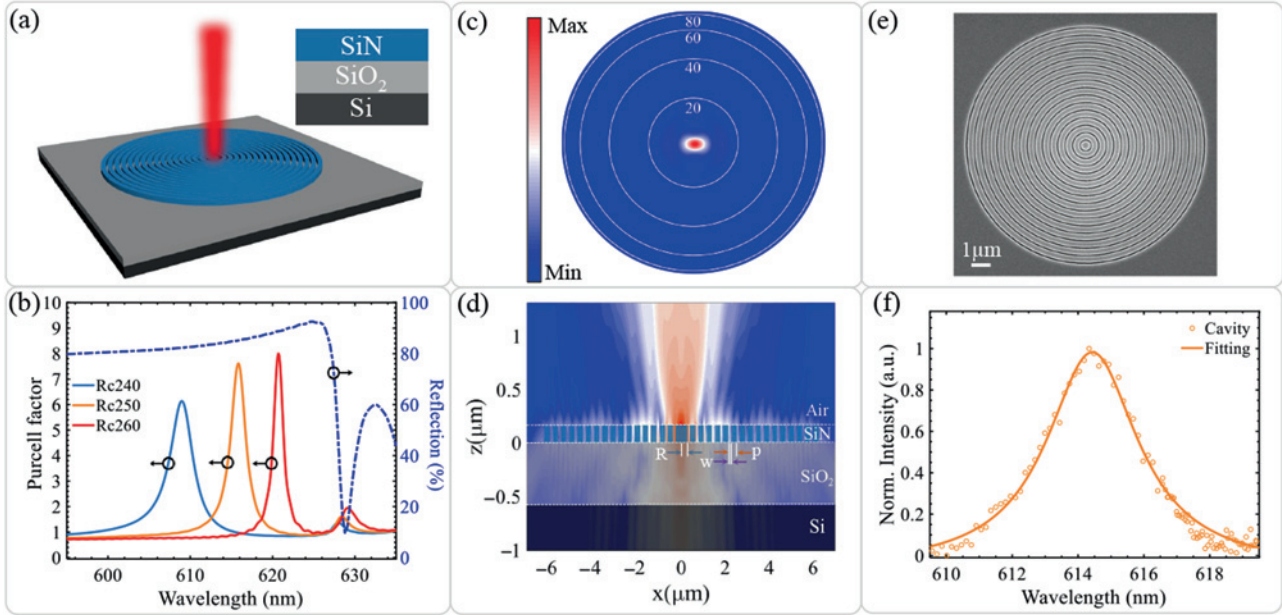 (a)
SiN
SiO2
Si
(b)
10
9
8
7
6
5
4
3
2
1
0
Purcell factor
Rc240
Rc250
Rc260
100
80
60
40
20
0
Reflection (%)
600 610 620 630
Wavelength (nm)
(c)
Max
Min
80
60
40
20
(d)
1
0.5
0
−0.5
-1
z(μm)
Air
SiN
R
w
p
SiO2
Si
−6 −4 −2 0 2 4 6
x(μm)
(e)
1μm
(f)
1
0.8
0.6
0.4
0.2
0
Norm. Intensity (a.u.)
Cavity
Fitting
610 612 614 616 618
Wavelength (nm)